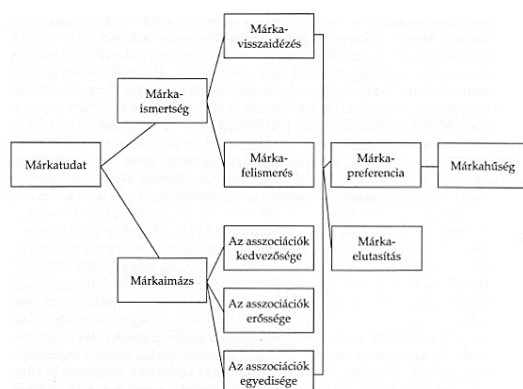 Márka-
visszaidézés
Márka-
ismertség
Márkatudat
Márka-
felismerés
Márka-
preferencia
Márkahűség
Márkaimázs
Az asszociációk
kedvezősége
Márka-
elutasítás
Az asszociációk
erőssége
Az asszociációk
egyedisége